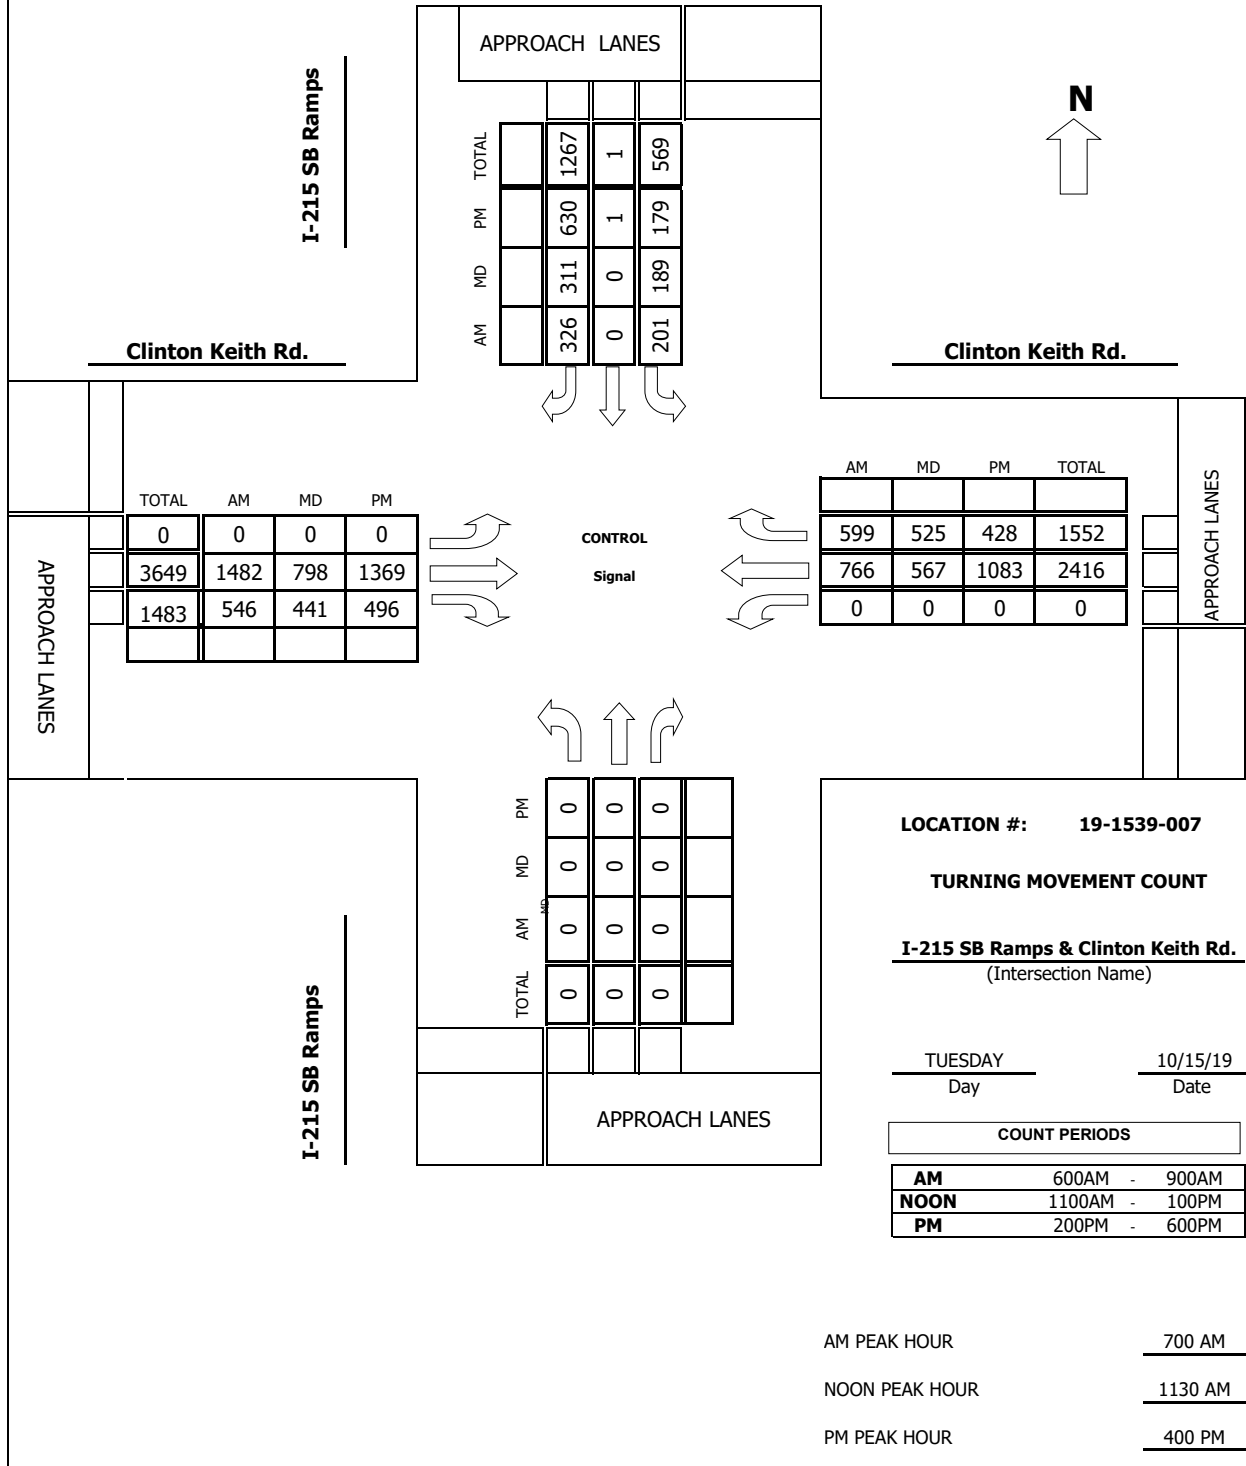 APPROACH LANES
I-215 SB Ramps
N
TOTAL 1267 1 569
PM 630 1 179
MD 311 0 189
AM 326 0 201
Clinton Keith Rd.
Clinton Keith Rd.
AM MD PM TOTAL
599 525 428 1552
766 567 1083 2416
0 0 0 0
APPROACH LANES
TOTAL AM MD PM
0 0 0 0
3649 1482 798 1369
1483 546 441 496
APPROACH LANES
CONTROL
Signal
PM 0 0 0
MD 0 0 0
MD
AM 0 0 0
TOTAL 0 0 0
I-215 SB Ramps
APPROACH LANES
LOCATION #: 19-1539-007
TURNING MOVEMENT COUNT
I-215 SB Ramps & Clinton Keith Rd.
(Intersection Name)
TUESDAY 10/15/19
Day Date
COUNT PERIODS
AM 600AM - 900AM
NOON 1100AM - 100PM
PM 200PM - 600PM
AM PEAK HOUR 700 AM
NOON PEAK HOUR 1130 AM
PM PEAK HOUR 400 PM